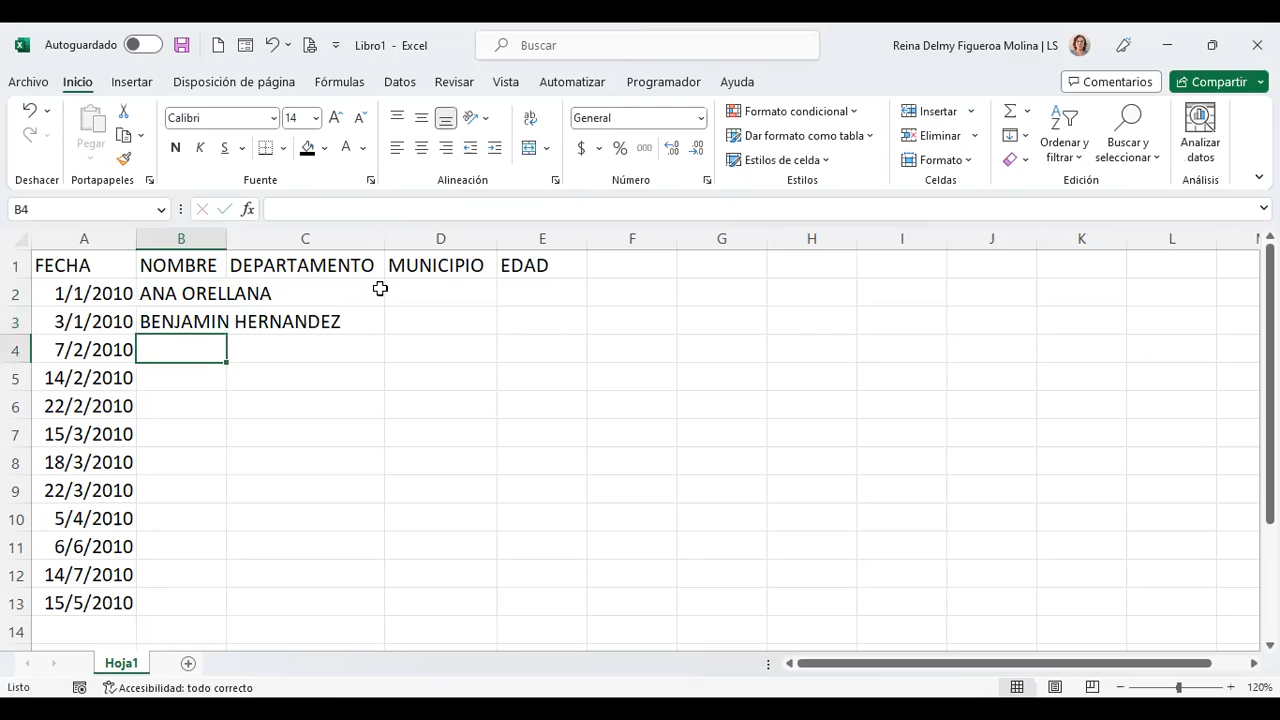 Autoguardado Libro1 - Excel Buscar Reina Delmy Figueroa Molina | LS
Archivo Inicio Insertar Disposición de página Fórmulas Datos Revisar Vista Automatizar Programador Ayuda Comentarios Compartir
Pegar Calibri 14 General Formato condicional Insertar
N K S A $ % 000 Dar formato como tabla Eliminar Ordenar y filtrar Buscar y seleccionar Analizar datos
Estilos de celda Formato
Deshacer Portapapeles Fuente Alineación Número Estilos Celdas Edición Análisis
B4 fx
A B C D E F G H I J K L
1 FECHA NOMBRE DEPARTAMENTO MUNICIPIO EDAD
2 1/1/2010 ANA ORELLANA
3 3/1/2010 BENJAMIN HERNANDEZ
4 7/2/2010
5 14/2/2010
6 22/2/2010
7 15/3/2010
8 18/3/2010
9 22/3/2010
10 5/4/2010
11 6/6/2010
12 14/7/2010
13 15/5/2010
14
Hoja1
Listo Accesibilidad: todo correcto 120%